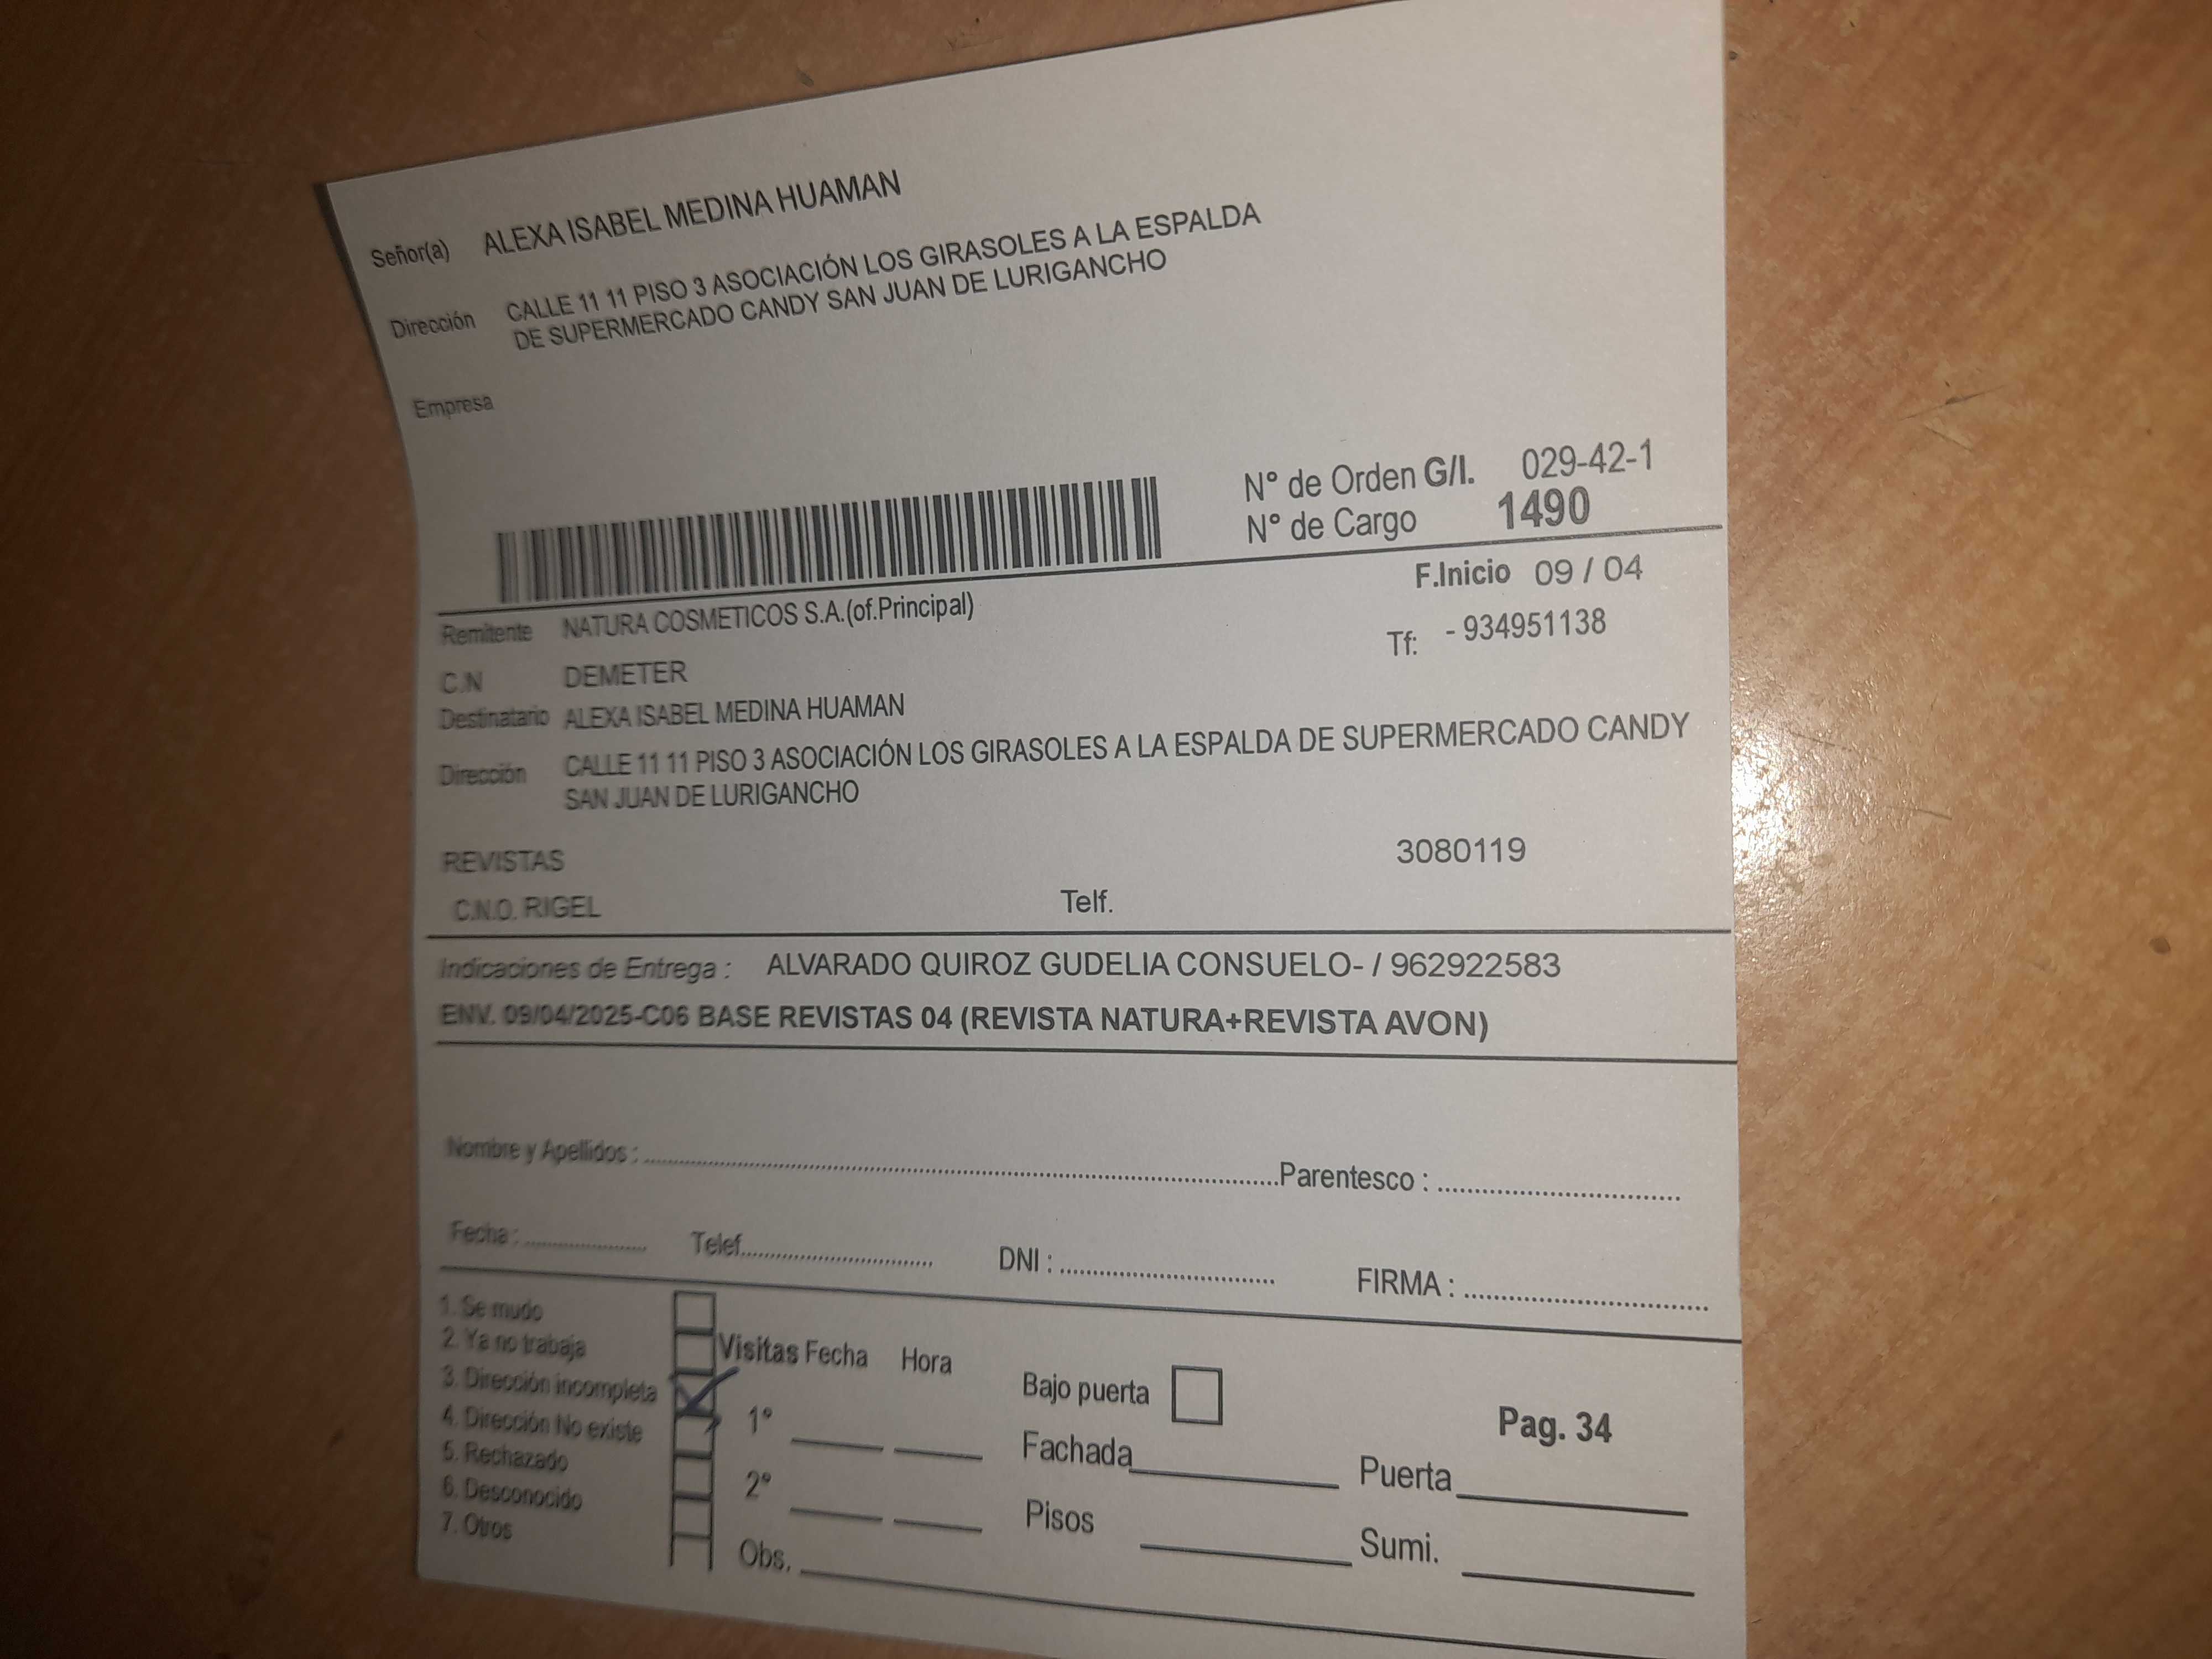 Señor(a) ALEXA ISABEL MEDINA HUAMAN
Dirección CALLE 11 11 PISO 3 ASOCIACIÓN LOS GIRASOLES A LA ESPALDA
DE SUPERMERCADO CANDY SAN JUAN DE LURIGANCHO
Empresa
N° de Orden G/I. 029-42-1
N° de Cargo 1490
F.Inicio 09 / 04
Remitente NATURA COSMETICOS S.A.(of.Principal)
Tf: - 934951138
C.N DEMETER
Destinatario ALEXA ISABEL MEDINA HUAMAN
Dirección CALLE 11 11 PISO 3 ASOCIACIÓN LOS GIRASOLES A LA ESPALDA DE SUPERMERCADO CANDY
SAN JUAN DE LURIGANCHO
REVISTAS 3080119
C.N.O. RIGEL Telf.
Indicaciones de Entrega : ALVARADO QUIROZ GUDELIA CONSUELO- / 962922583
ENV. 09/04/2025-C06 BASE REVISTAS 04 (REVISTA NATURA+REVISTA AVON)
Nombre y Apellidos : Parentesco :
Fecha : Telef. DNI : FIRMA :
1. Se mudo
2. Ya no trabaja
3. Dirección incompleta
4. Dirección No existe
5. Rechazado
6. Desconocido
7. Otros
Visitas Fecha Hora
1°
2°
Obs.
Bajo puerta
Fachada
Pisos
Pag. 34
Puerta
Sumi.